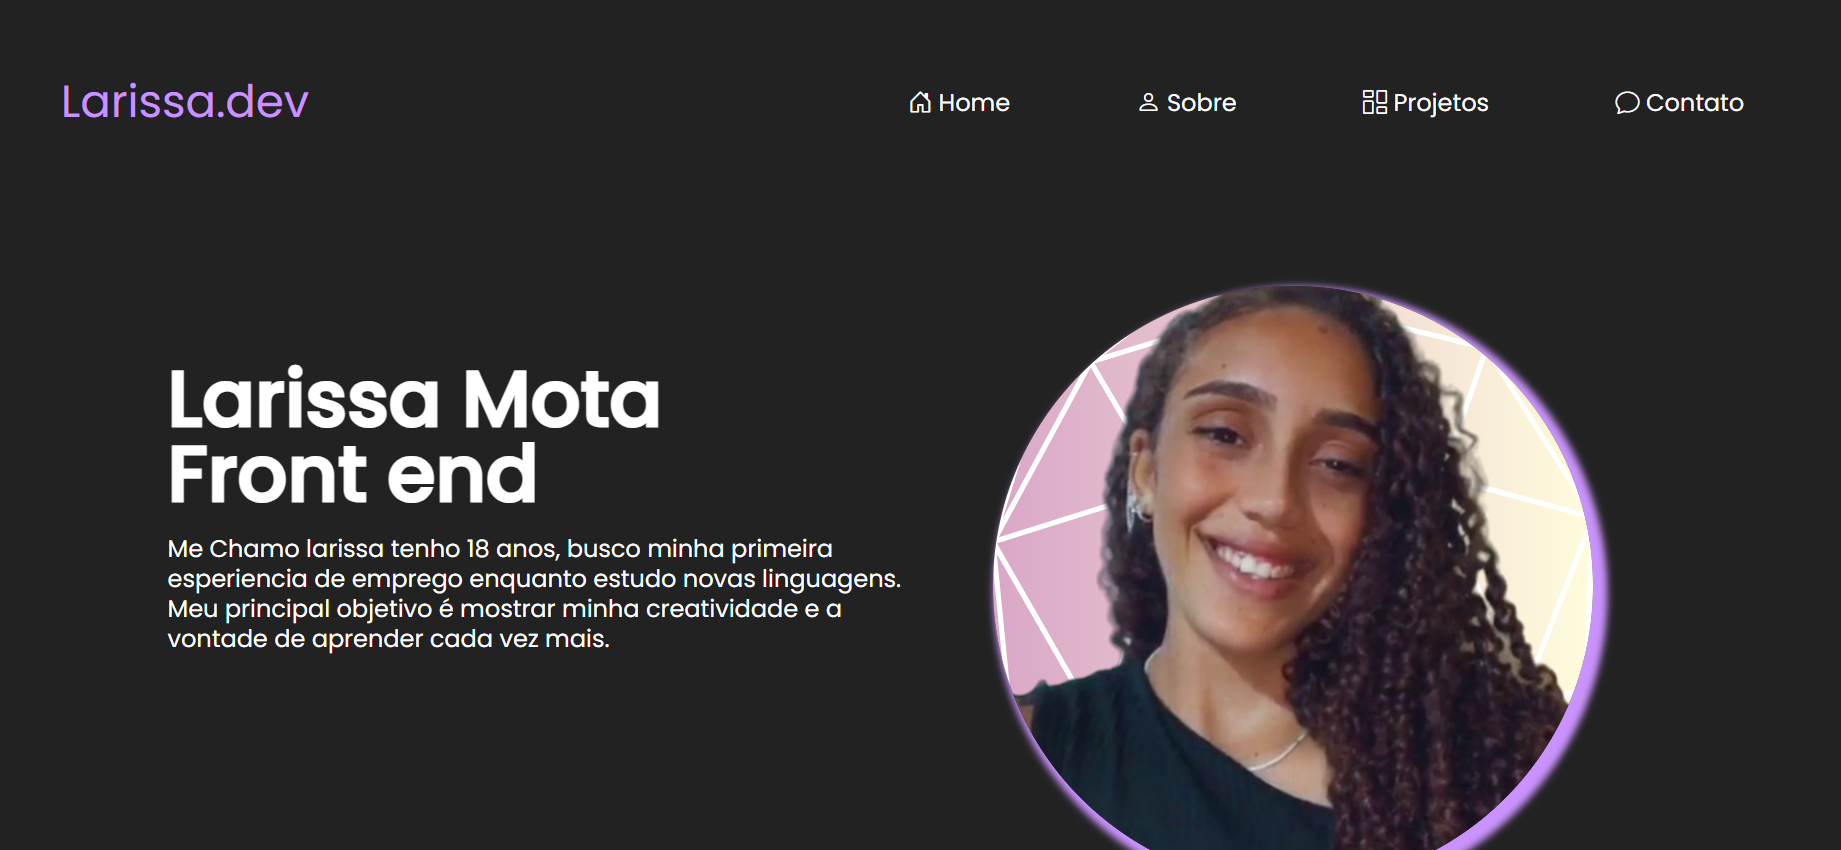 Larissa.dev
Home
Sobre
Projetos
Contato
Larissa Mota
Front end
Me Chamo larissa tenho 18 anos, busco minha primeira
esperiencia de emprego enquanto estudo novas linguagens.
Meu principal objetivo é mostrar minha creatividade e a
vontade de aprender cada vez mais.